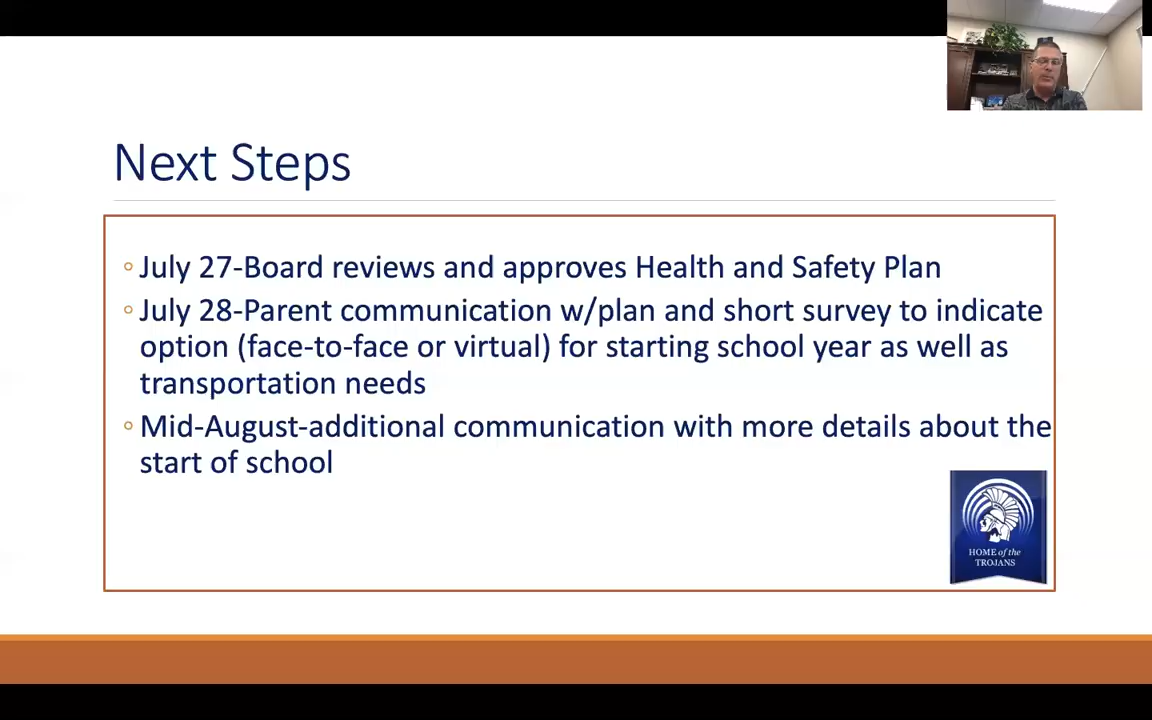 Next Steps
◦July 27-Board reviews and approves Health and Safety Plan
◦July 28-Parent communication w/plan and short survey to indicate
option (face-to-face or virtual) for starting school year as well as
transportation needs
◦Mid-August-additional communication with more details about the
start of school
HOME of the
TROJANS